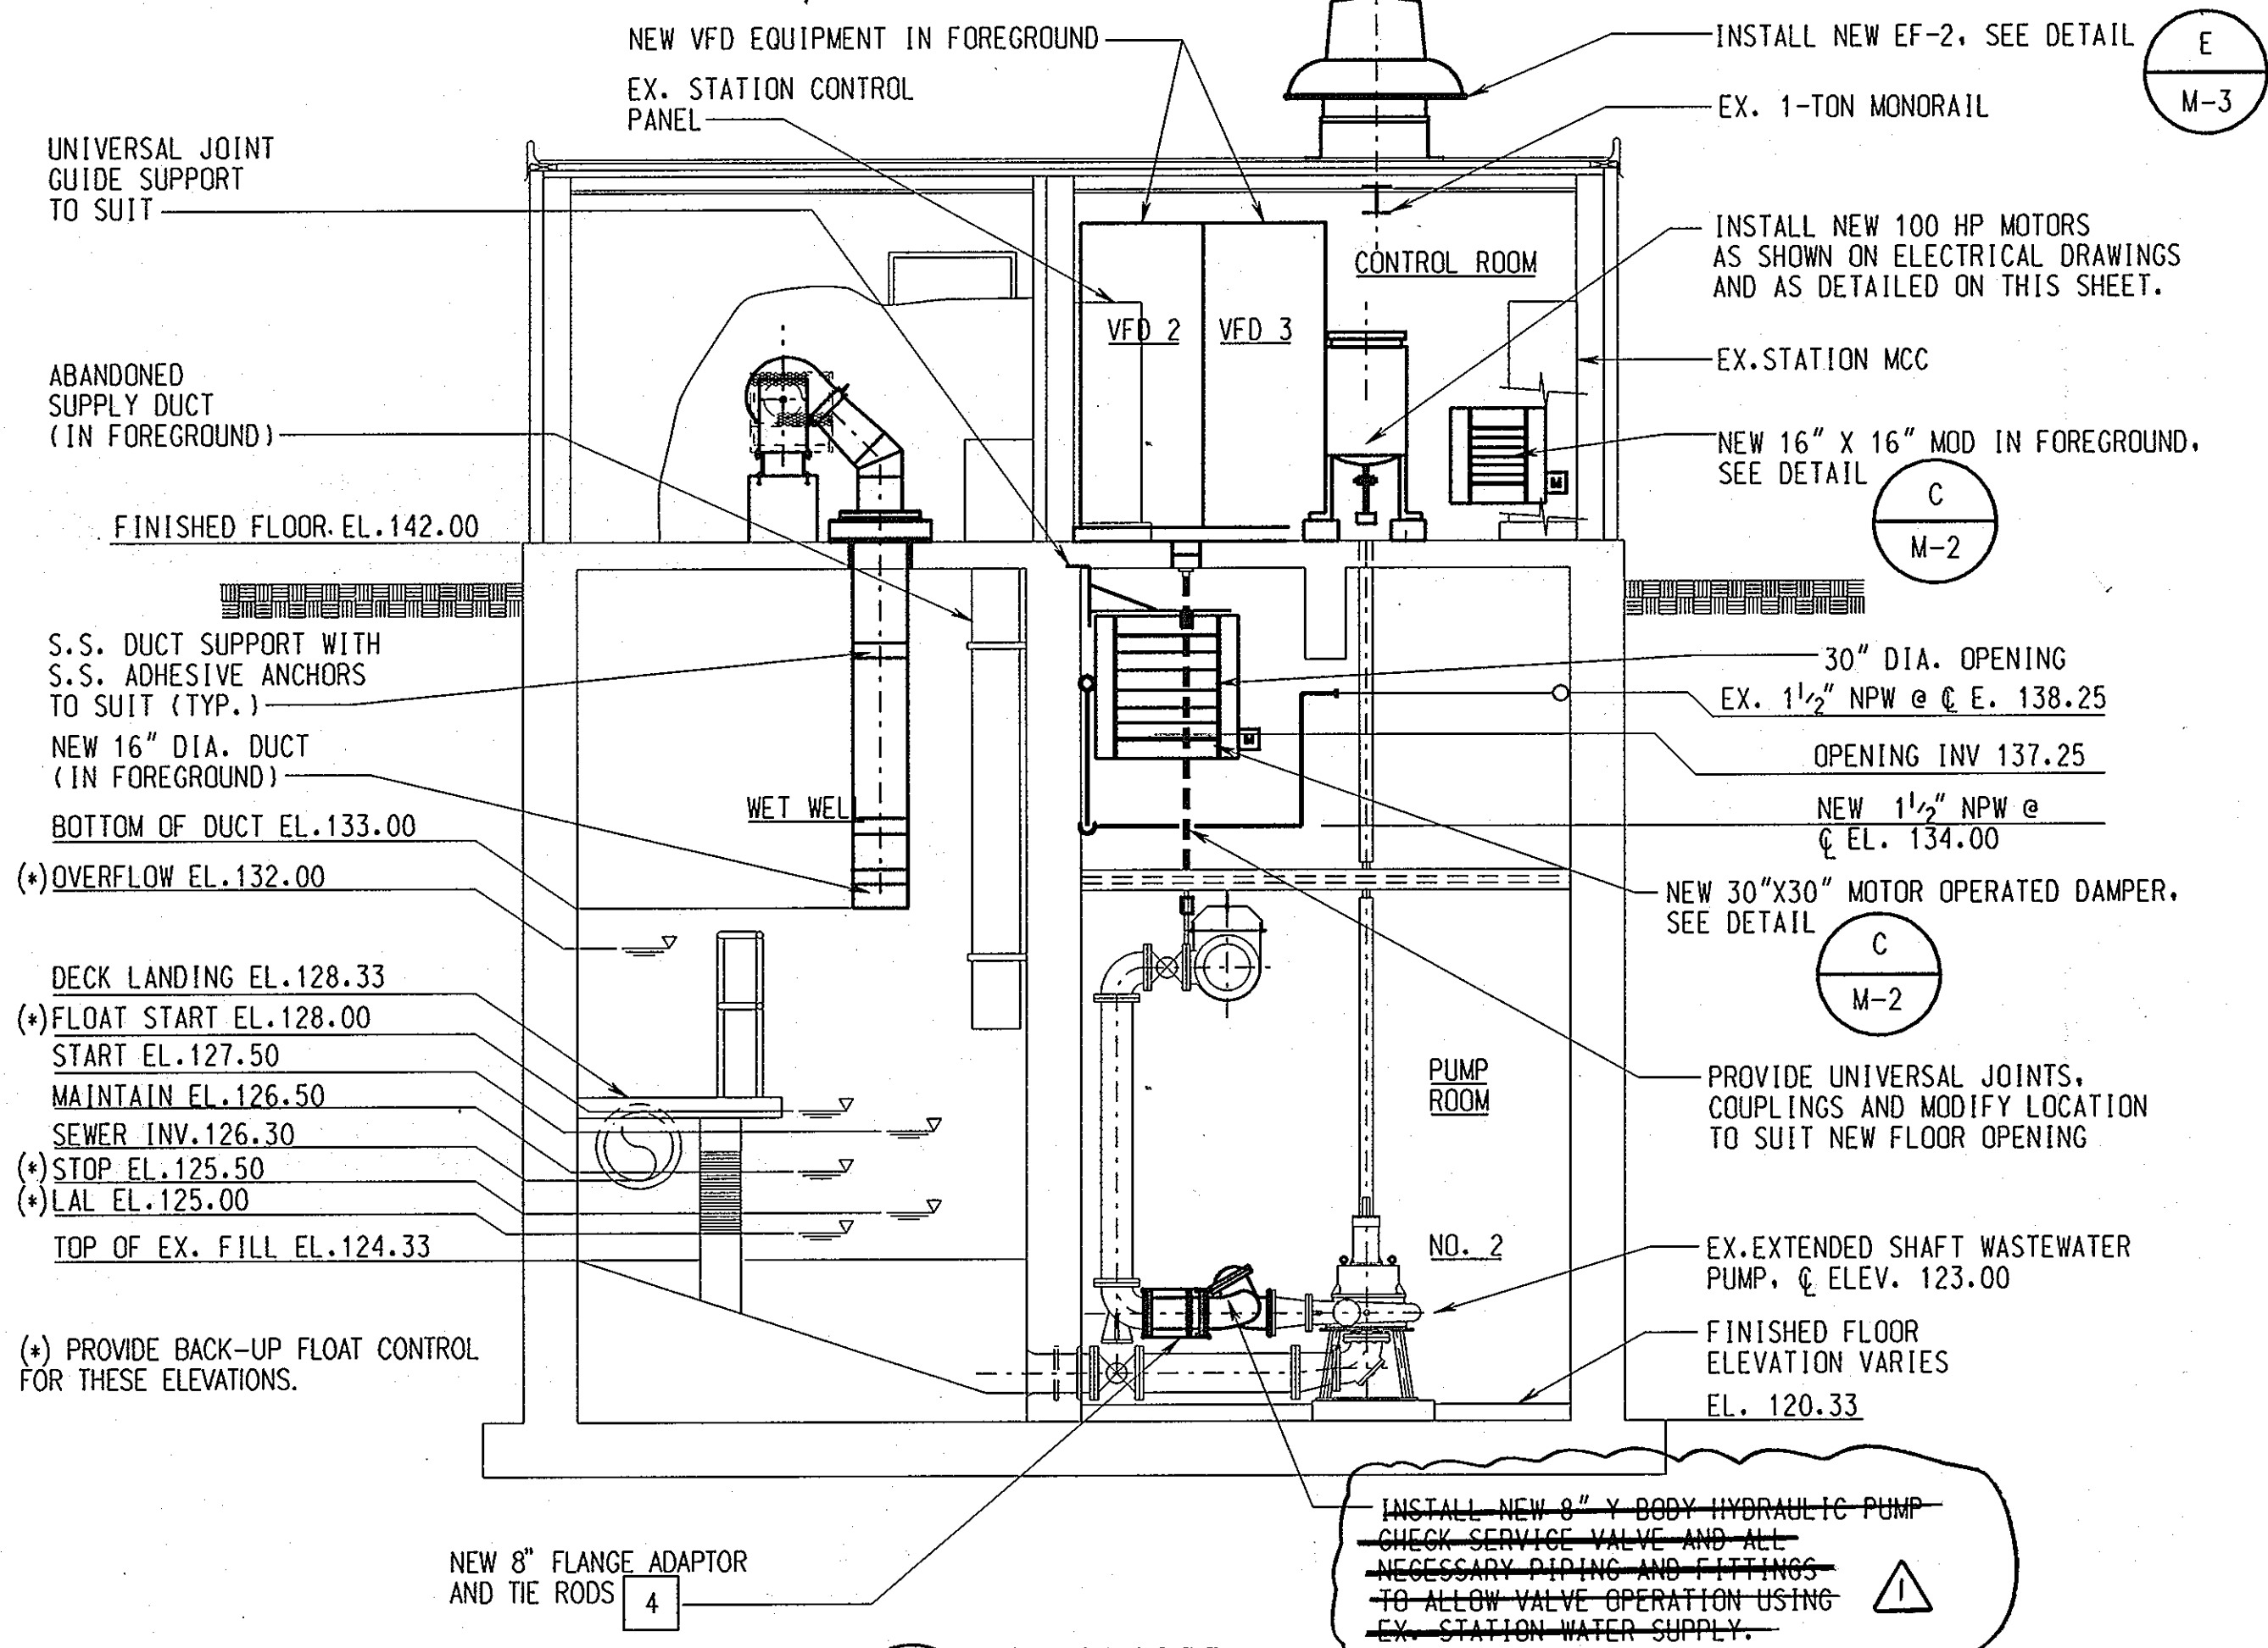 NEW VFD EQUIPMENT IN FOREGROUND
EX. STATION CONTROL
PANEL
UNIVERSAL JOINT
GUIDE SUPPORT
TO SUIT
ABANDONED
SUPPLY DUCT
(IN FOREGROUND)
FINISHED FLOOR EL.142.00
S.S. DUCT SUPPORT WITH
S.S. ADHESIVE ANCHORS
TO SUIT (TYP.)
NEW 16" DIA. DUCT
(IN FOREGROUND)
BOTTOM OF DUCT EL.133.00
(*)OVERFLOW EL.132.00
DECK LANDING EL.128.33
(*)FLOAT START EL.128.00
START EL.127.50
MAINTAIN EL.126.50
SEWER INV.126.30
(*)STOP EL.125.50
(*)LAL EL.125.00
TOP OF EX. FILL EL.124.33
(*) PROVIDE BACK-UP FLOAT CONTROL
FOR THESE ELEVATIONS.
NEW 8" FLANGE ADAPTOR
AND TIE RODS 4
VFD 2
VFD 3
CONTROL ROOM
WET WEL
M
M
PUMP
ROOM
NO. 2
INSTALL NEW EF-2, SEE DETAIL
E
M-3
EX. 1-TON MONORAIL
INSTALL NEW 100 HP MOTORS
AS SHOWN ON ELECTRICAL DRAWINGS
AND AS DETAILED ON THIS SHEET.
EX.STATION MCC
NEW 16" X 16" MOD IN FOREGROUND,
SEE DETAIL
C
M-2
30" DIA. OPENING
EX. 1 1/2" NPW @ ℄ E. 138.25
OPENING INV 137.25
NEW 1 1/2" NPW @
℄ EL. 134.00
NEW 30"X30" MOTOR OPERATED DAMPER,
SEE DETAIL
C
M-2
PROVIDE UNIVERSAL JOINTS,
COUPLINGS AND MODIFY LOCATION
TO SUIT NEW FLOOR OPENING
EX.EXTENDED SHAFT WASTEWATER
PUMP, ℄ ELEV. 123.00
FINISHED FLOOR
ELEVATION VARIES
EL. 120.33
INSTALL NEW 8" Y BODY HYDRAULIC PUMP
CHECK SERVICE VALVE AND ALL
NECESSARY PIPING AND FITTINGS
TO ALLOW VALVE OPERATION USING
EX. STATION WATER SUPPLY.
1